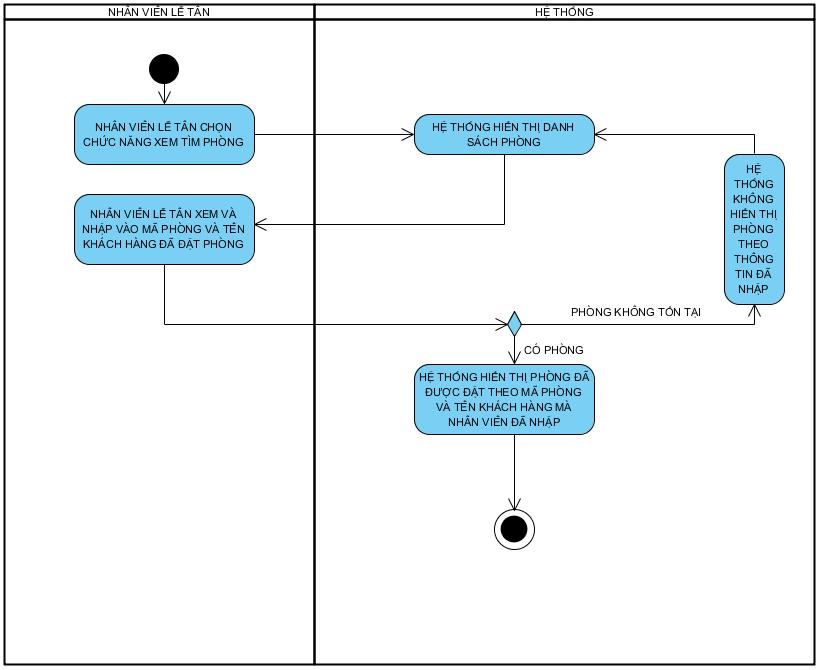 NHÂN VIÊN LỄ TÂN
HỆ THỐNG
NHÂN VIÊN LỄ TÂN CHỌN
CHỨC NĂNG XEM TÌM PHÒNG
HỆ THỐNG HIỂN THỊ DANH
SÁCH PHÒNG
HỆ
THỐNG
KHÔNG
HIỂN THỊ
PHÒNG
THEO
THÔNG
TIN ĐÃ
NHẬP
NHÂN VIÊN LỄ TÂN XEM VÀ
NHẬP VÀO MÃ PHÒNG VÀ TÊN
KHÁCH HÀNG ĐÃ ĐẶT PHÒNG
PHÒNG KHÔNG TỒN TẠI
CÓ PHÒNG
HỆ THỐNG HIỂN THỊ PHÒNG ĐÃ
ĐƯỢC ĐẶT THEO MÃ PHÒNG
VÀ TÊN KHÁCH HÀNG MÀ
NHÂN VIÊN ĐÃ NHẬP